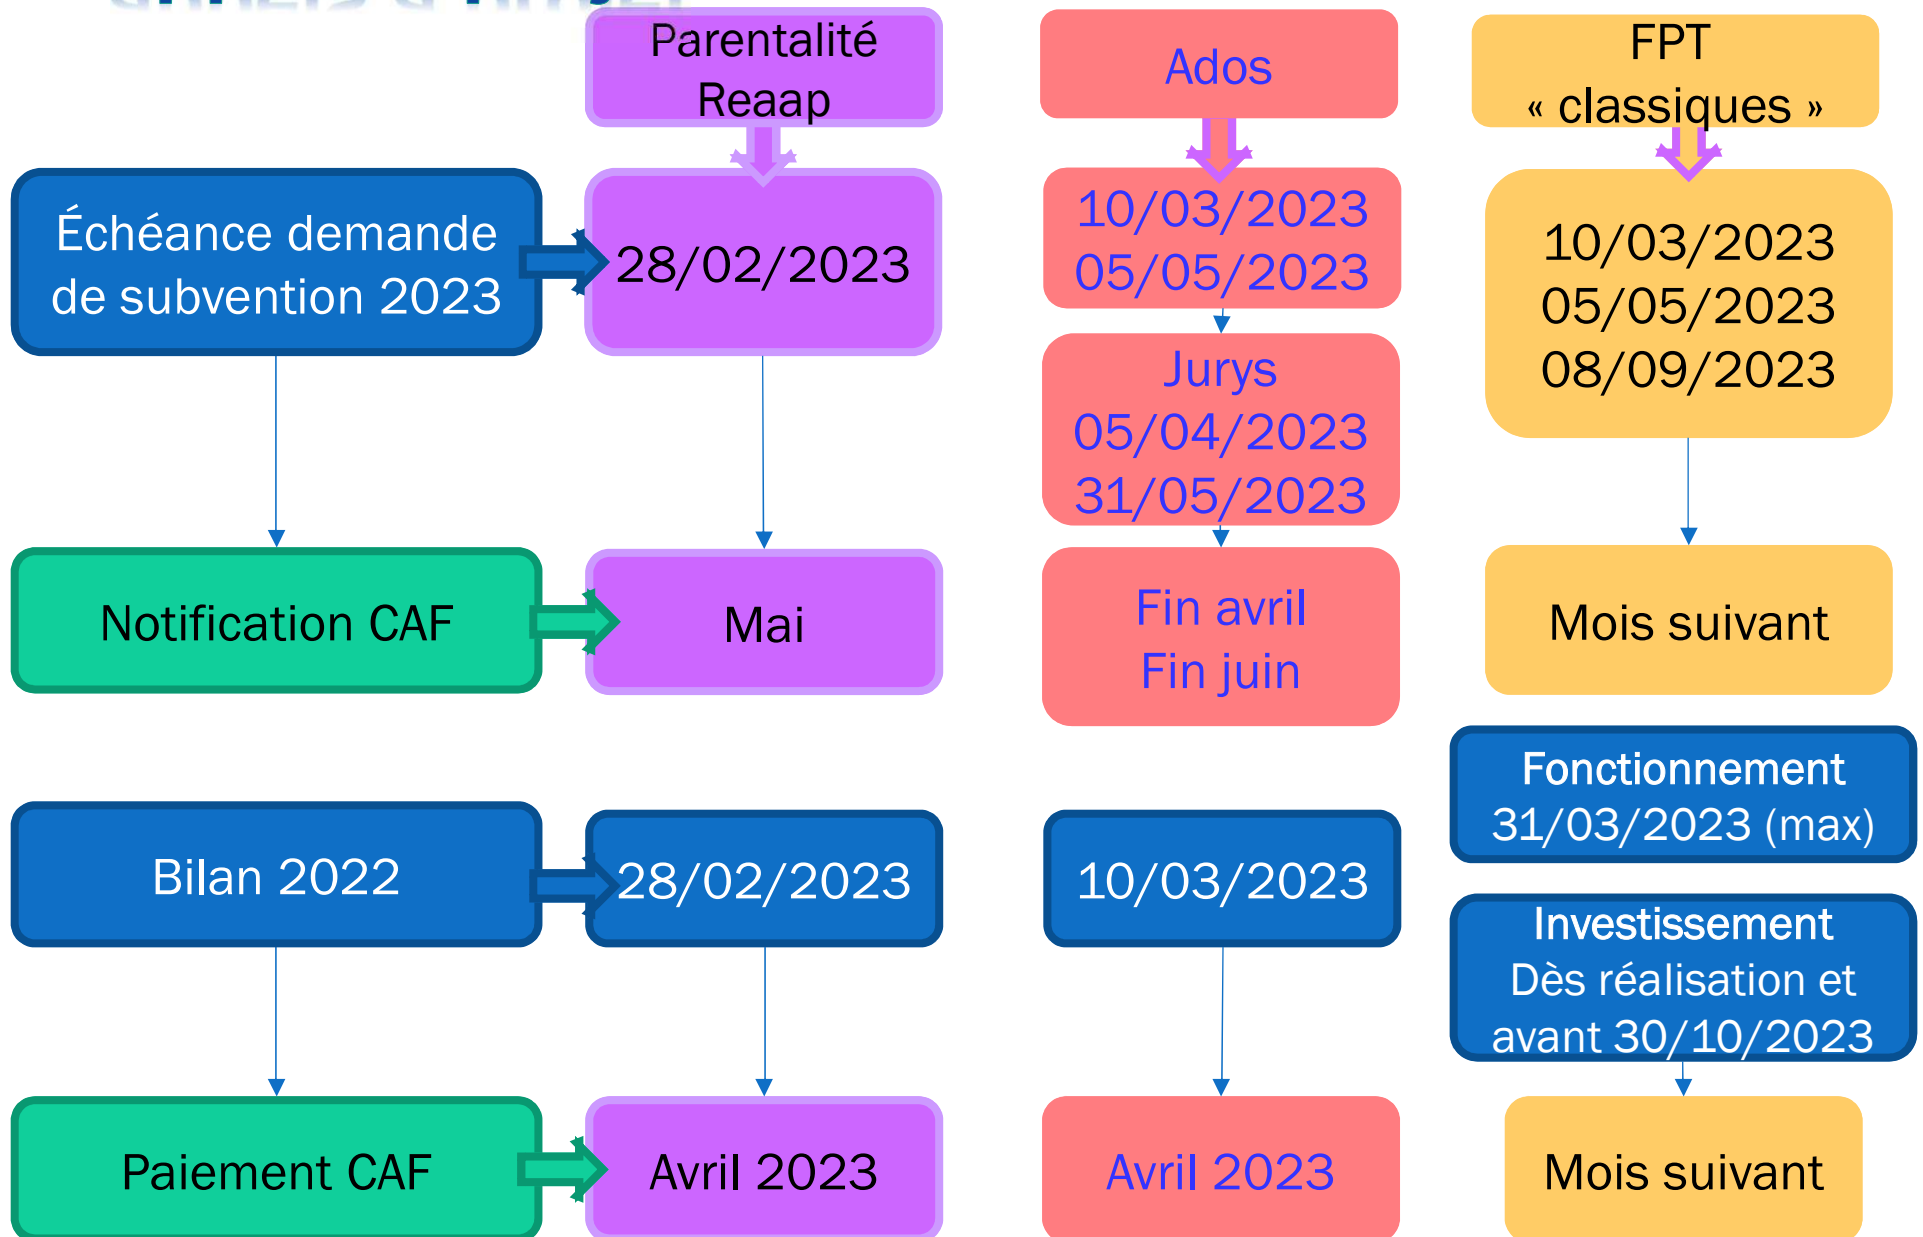 Parentalité
Reaap
Ados
FPT
« classiques »
Échéance demande
de subvention 2023
28/02/2023
10/03/2023
05/05/2023
10/03/2023
05/05/2023
08/09/2023
Jurys
05/04/2023
31/05/2023
Notification CAF
Mai
Fin avril
Fin juin
Mois suivant
Bilan 2022
28/02/2023
10/03/2023
Fonctionnement
31/03/2023 (max)
Investissement
Dès réalisation et
avant 30/10/2023
Paiement CAF
Avril 2023
Avril 2023
Mois suivant